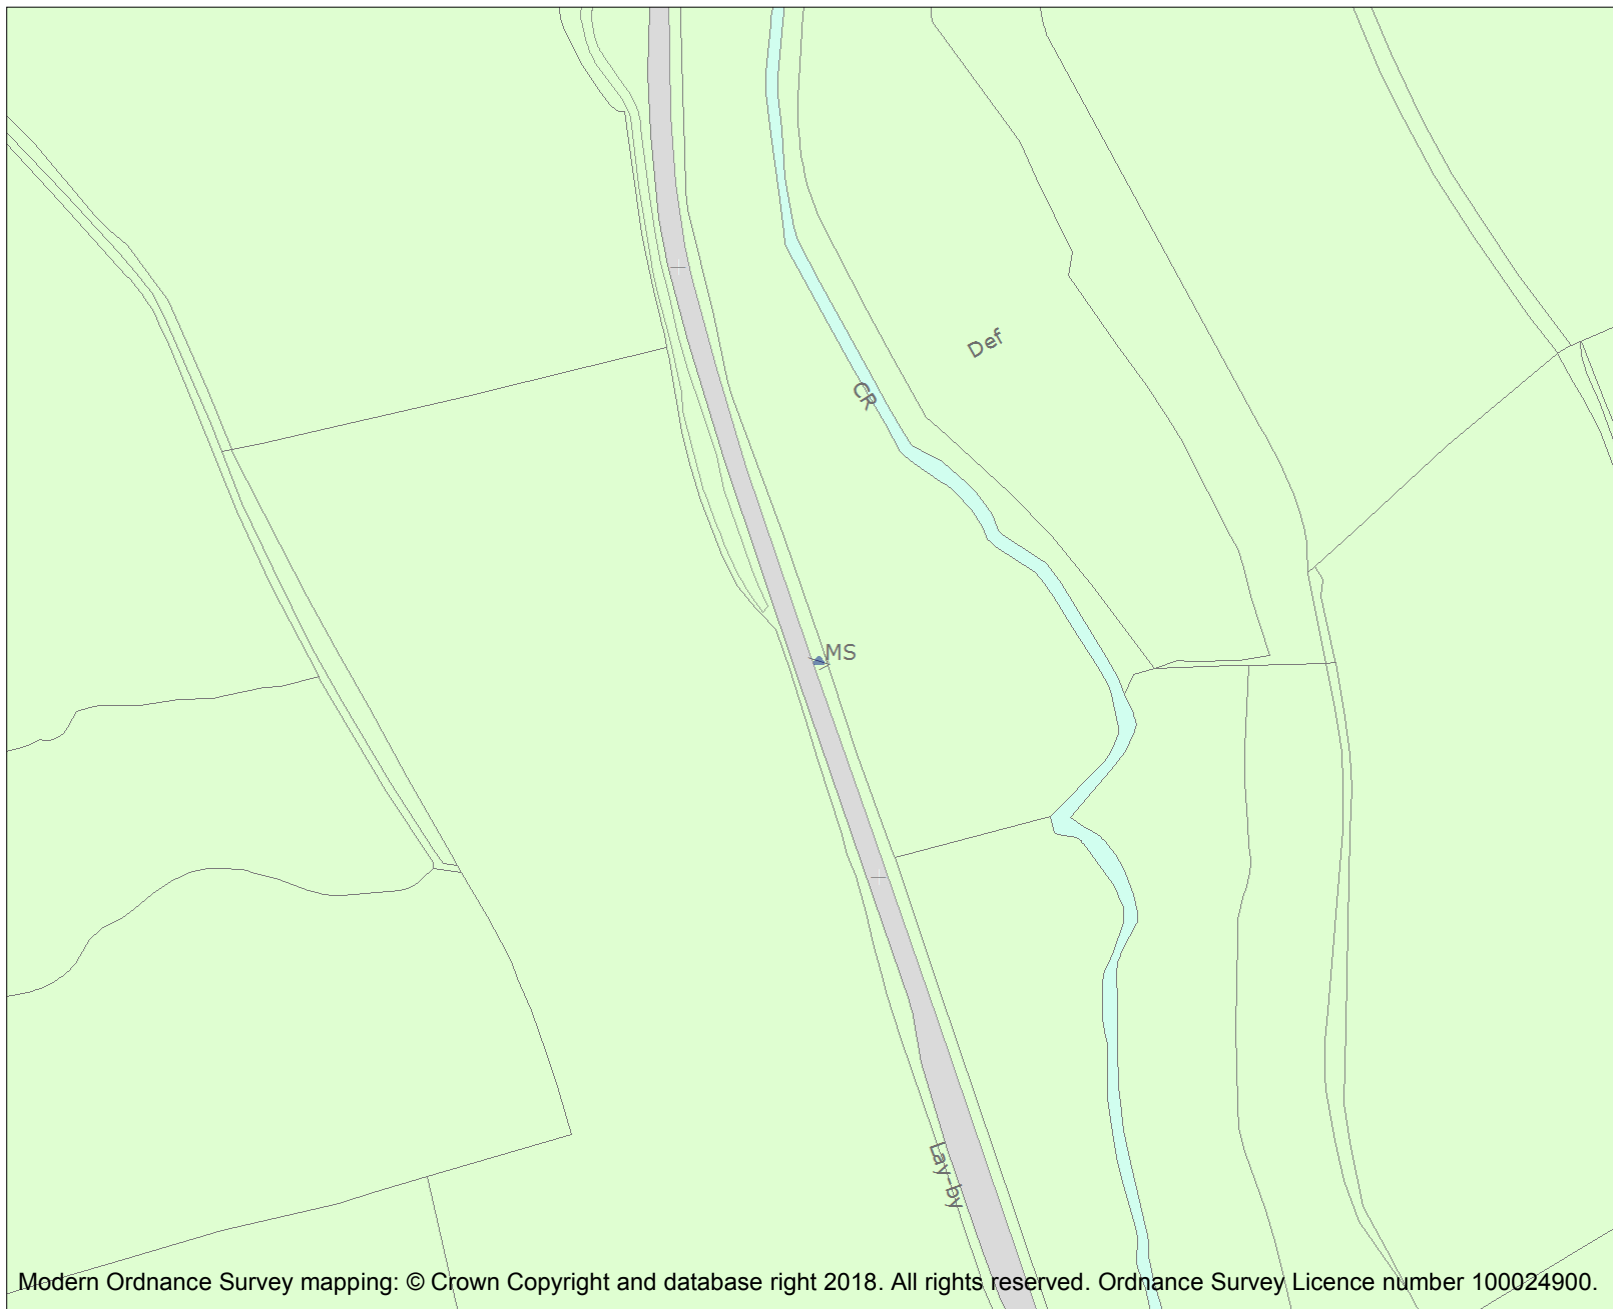 Def
CR
MS
Lay-by
Modern Ordnance Survey mapping: © Crown Copyright and database right 2018. All rights reserved. Ordnance Survey Licence number 100024900.